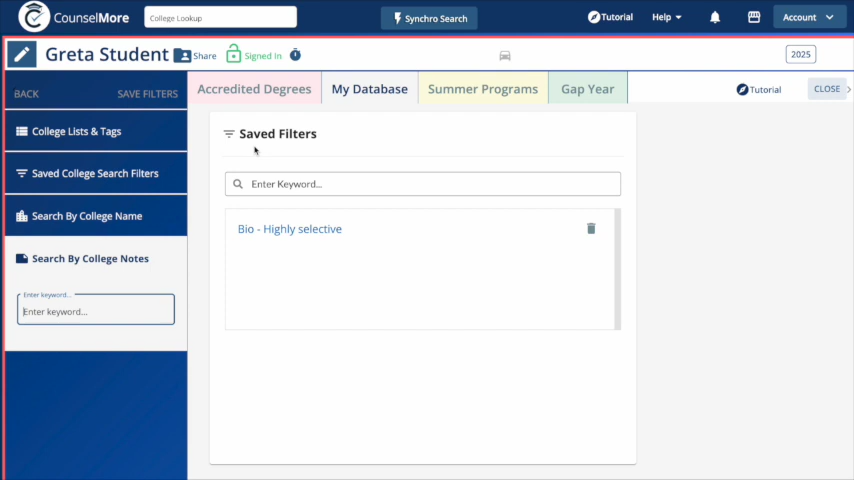 CounselMore
College Lookup
Synchro Search
Tutorial
Help
Account
Greta Student
Share
Signed In
2025
BACK
SAVE FILTERS
Accredited Degrees
My Database
Summer Programs
Gap Year
Tutorial
CLOSE
College Lists & Tags
Saved College Search Filters
Search By College Name
Search By College Notes
Enter keyword...
Enter keyword...
Saved Filters
Enter Keyword...
Bio - Highly selective